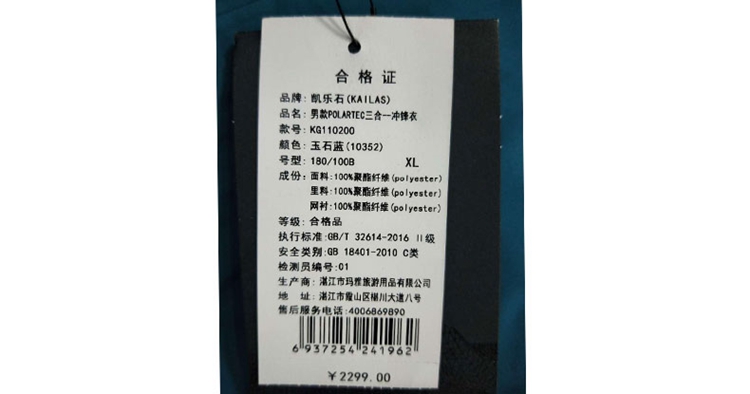 合格证
品牌: 凯乐石(KAILAS)
品名: 男款POLARTEC三合一冲锋衣
款号: KG110200
颜色: 玉石蓝(10352)
号型: 180/100B XL
成份: 面料:100%聚酯纤维(polyester)
里料:100%聚酯纤维(polyester)
网衬:100%聚酯纤维(polyester)
等级: 合格品
执行标准:GB/T 32614-2016 II级
安全类别:GB 18401-2010 C类
检测员编号:01
生产商: 湛江市玛雅旅游用品有限公司
地 址: 湛江市霞山区椹川大道八号
售后服务电话:4006869890
6 937254 241962
￥2299.00